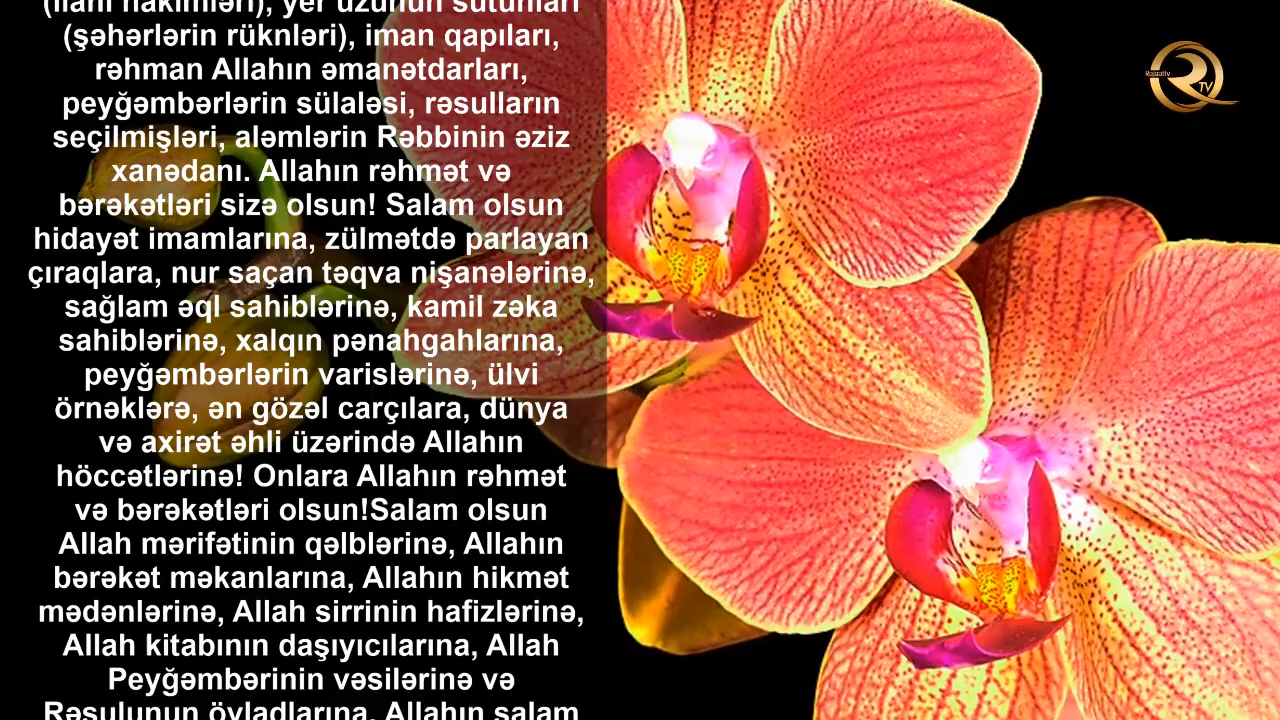 (ilahi hakimləri), yer üzünün sütunları
(şəhərlərin rüknləri), iman qapıları,
rəhman Allahın əmanətdarları,
peyğəmbərlərin sülaləsi, rəsulların
seçilmişləri, aləmlərin Rəbbinin əziz
xanədanı. Allahın rəhmət və
bərəkətləri sizə olsun! Salam olsun
hidayət imamlarına, zülmətdə parlayan
çıraqlara, nur saçan təqva nişanələrinə,
sağlam əql sahiblərinə, kamil zəka
sahiblərinə, xalqın pənahgahlarına,
peyğəmbərlərin varislərinə, ülvi
örnəklərə, ən gözəl carçılara, dünya
və axirət əhli üzərində Allahın
höccətlərinə! Onlara Allahın rəhmət
və bərəkətləri olsun!Salam olsun
Allah mərifətinin qəlblərinə, Allahın
bərəkət məkanlarına, Allahın hikmət
mədənlərinə, Allah sirrinin hafizlərinə,
Allah kitabının daşıyıcılarına, Allah
Peyğəmbərinin vəsilərinə və
Rəsulunun övladlarına. Allahın salam
TV